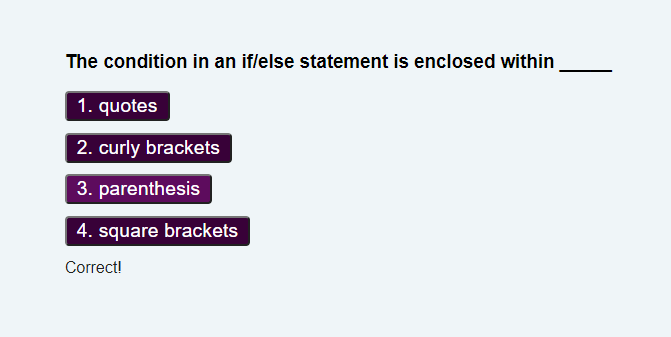 The condition in an if/else statement is enclosed within _____
1. quotes
2. curly brackets
3. parenthesis
4. square brackets
Correct!